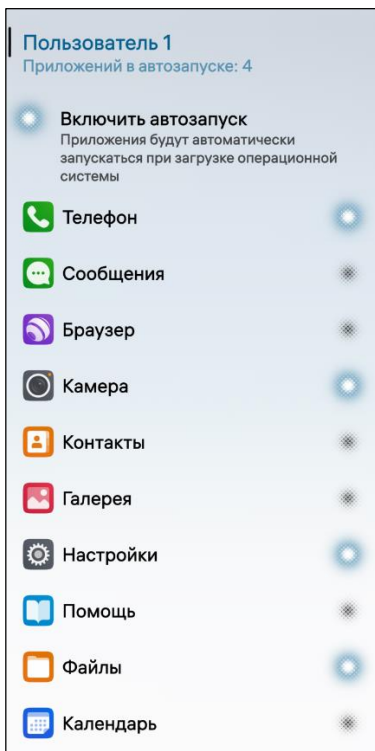 Пользователь 1
Приложений в автозапуске: 4
Включить автозапуск
Приложения будут автоматически
запускаться при загрузке операционной
системы
Телефон
Сообщения
Браузер
Камера
Контакты
Галерея
Настройки
Помощь
Файлы
Календарь